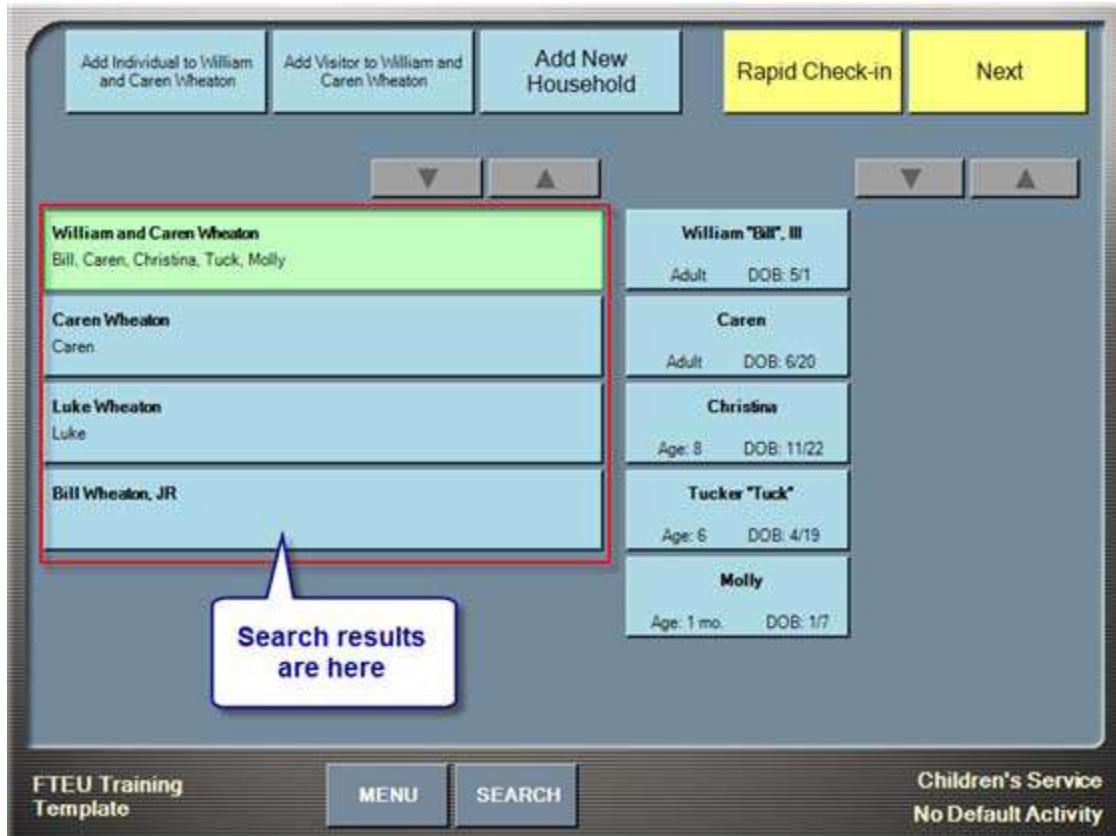 Add Individual to William
and Caren Wheaton
Add Visitor to William and
Caren Wheaton
Add New
Household
Rapid Check-in
Next
William and Caren Wheaton
Bill, Caren, Christina, Tuck, Molly
Caren Wheaton
Caren
Luke Wheaton
Luke
Bill Wheaton, JR
William "Bill", III
Adult DOB: 5/1
Caren
Adult DOB: 6/20
Christina
Age: 8 DOB: 11/22
Tucker "Tuck"
Age: 6 DOB: 4/19
Molly
Age: 1 mo. DOB: 1/7
Search results
are here
FTEU Training
Template
MENU
SEARCH
Children's Service
No Default Activity